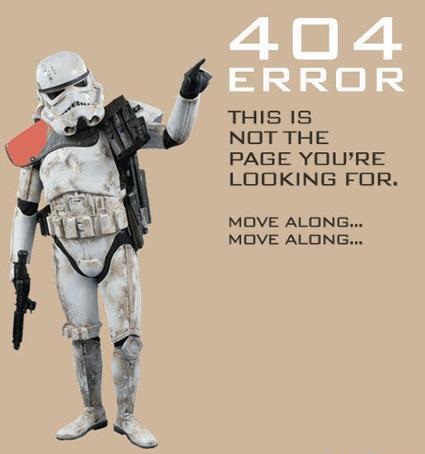 404
ERROR
THIS IS
NOT THE
PAGE YOU'RE
LOOKING FOR.
MOVE ALONG...
MOVE ALONG...